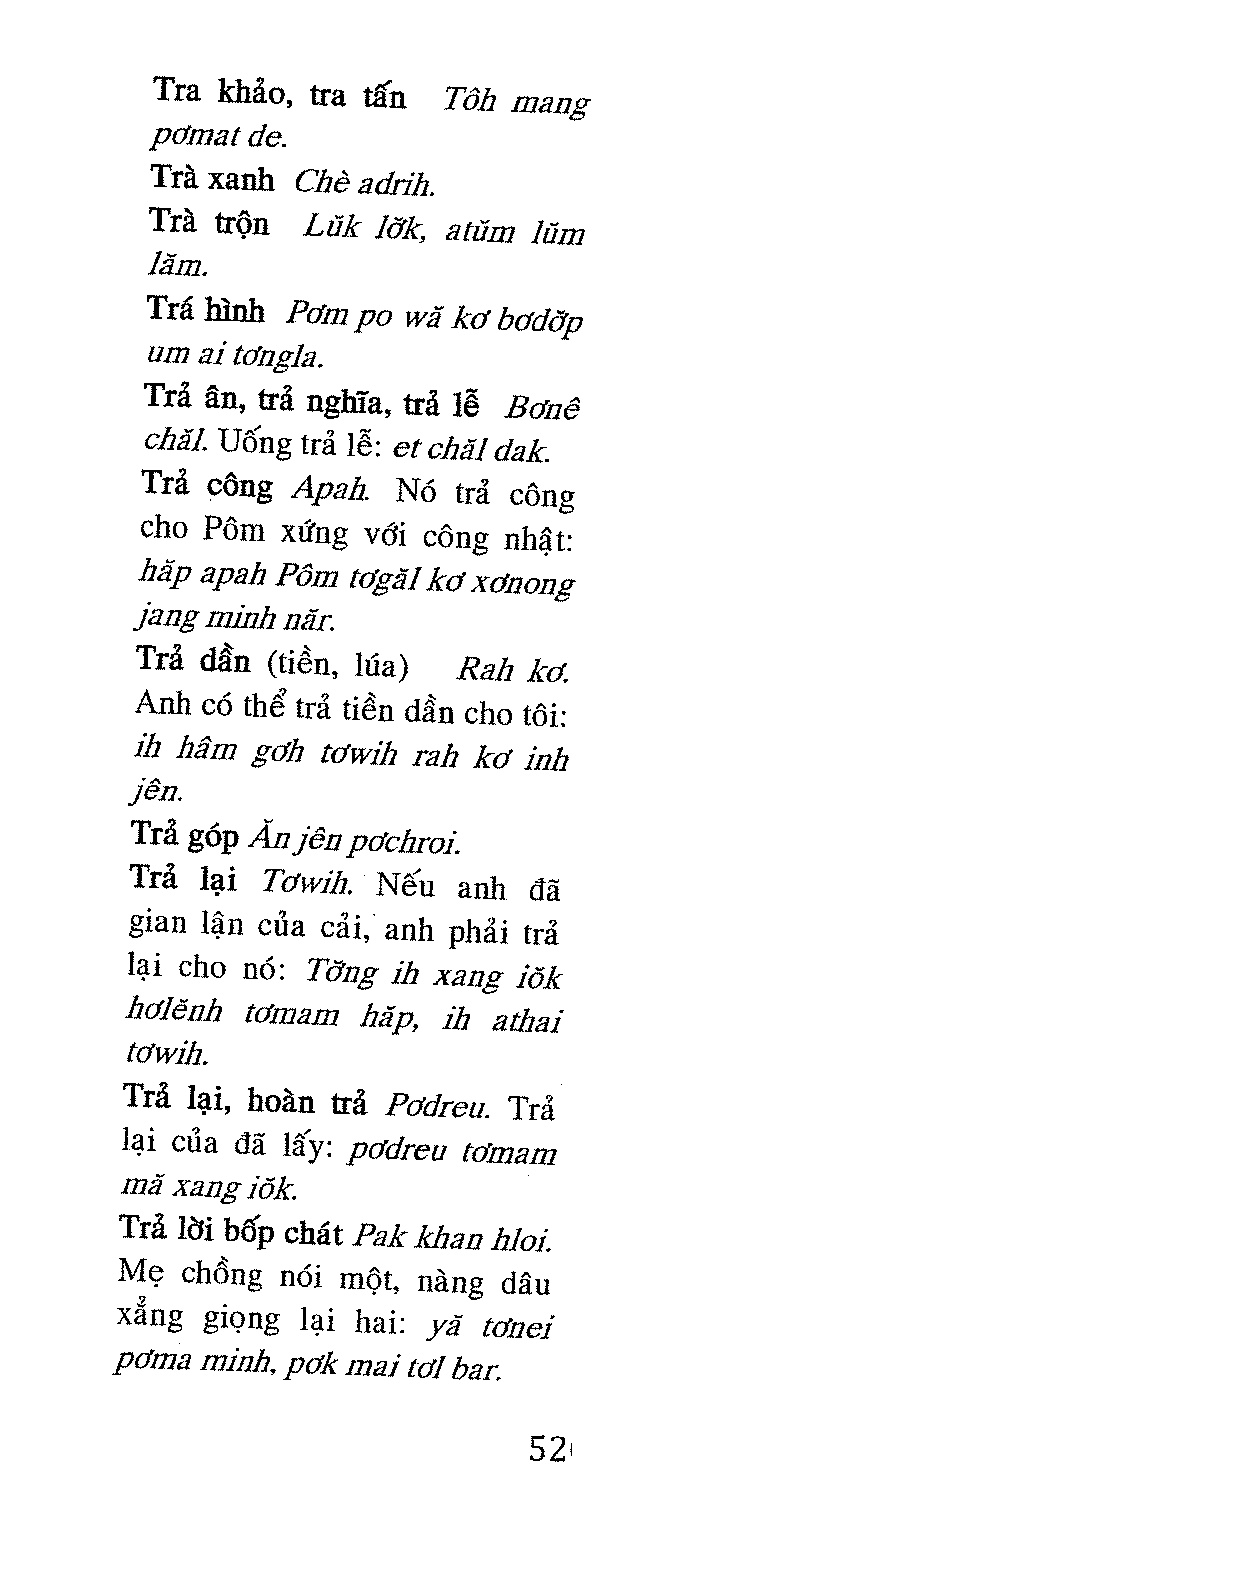 Tra khảo, tra tấn Tôh mang
pơmat de.
Trà xanh Chè adrih.
Trà trộn Lŭk lơ̆k, atŭm lŭm
lăm.
Trá hình Pơm po wă kơ bơdơ̆p
um ai tơngla.
Trả ân, trả nghĩa, trả lễ Bơnê
chăl. Uống trả lễ: et chăl dak.
Trả công Apah. Nó trả công
cho Pôm xứng với công nhật:
hăp apah Pôm tơgăl kơ xơnong
jang minh năr.
Trả dần (tiền, lúa) Rah kơ.
Anh có thể trả tiền dần cho tôi:
ih hâm gơh tơwih rah kơ inh
jên.
Trả góp Ăn jên pơchroi.
Trả lại Tơwih. Nếu anh đã
gian lận của cải, anh phải trả
lại cho nó: Tơ̆ng ih xang iŏk
hơlĕnh tơmam hăp, ih athai
tơwih.
Trả lại, hoàn trả Pơdreu. Trả
lại của đã lấy: pơdreu tơmam
mă xang iŏk.
Trả lời bốp chát Pak khan hloi.
Mẹ chồng nói một, nàng dâu
xẳng giọng lại hai: yă tơnei
pơma minh, pơk mai tơl bar.
52